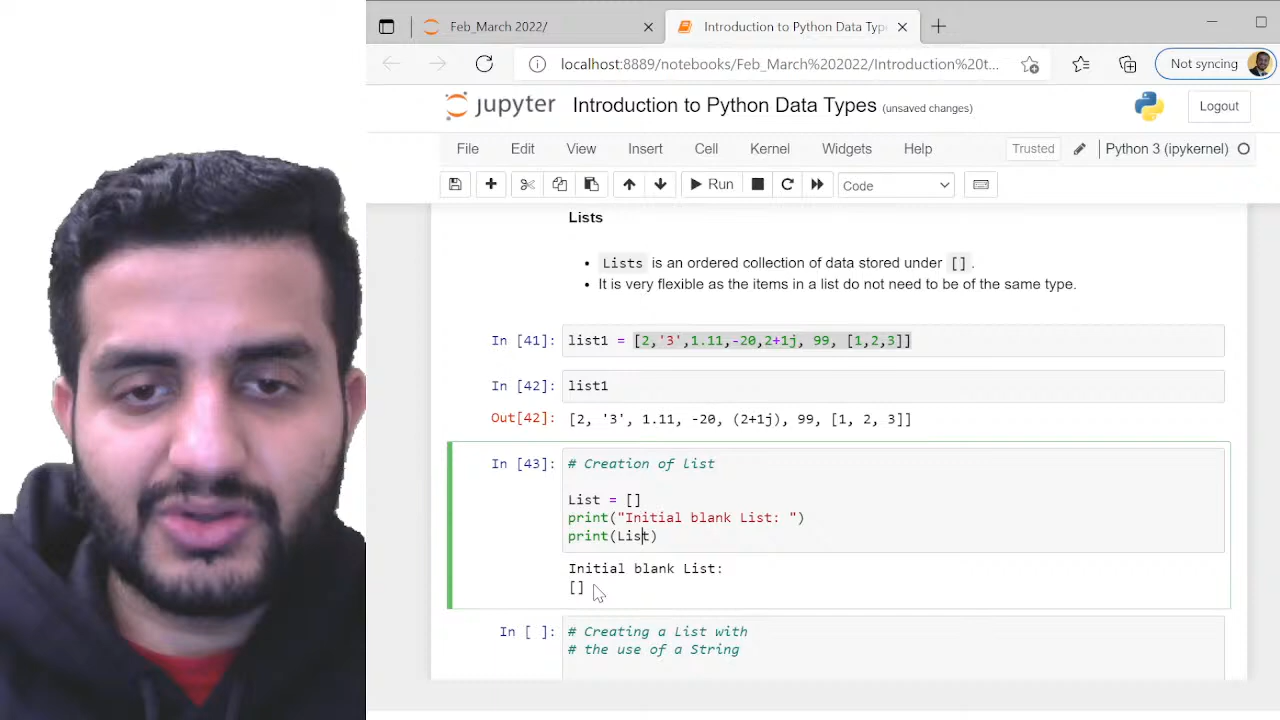 Feb_March 2022/
Introduction to Python Data Type
localhost:8889/notebooks/Feb_March%202022/Introduction%20t...
Not syncing
jupyter Introduction to Python Data Types (unsaved changes)
Logout
File Edit View Insert Cell Kernel Widgets Help Trusted Python 3 (ipykernel)
Run Code
Lists
• Lists is an ordered collection of data stored under [] .
• It is very flexible as the items in a list do not need to be of the same type.
In [41]: list1 = [2,'3',1.11,-20,2+1j, 99, [1,2,3]]
In [42]: list1
Out[42]: [2, '3', 1.11, -20, (2+1j), 99, [1, 2, 3]]
In [43]: # Creation of List
List = []
print("Initial blank List: ")
print(List)
Initial blank List:
[]
In [ ]: # Creating a List with
# the use of a String